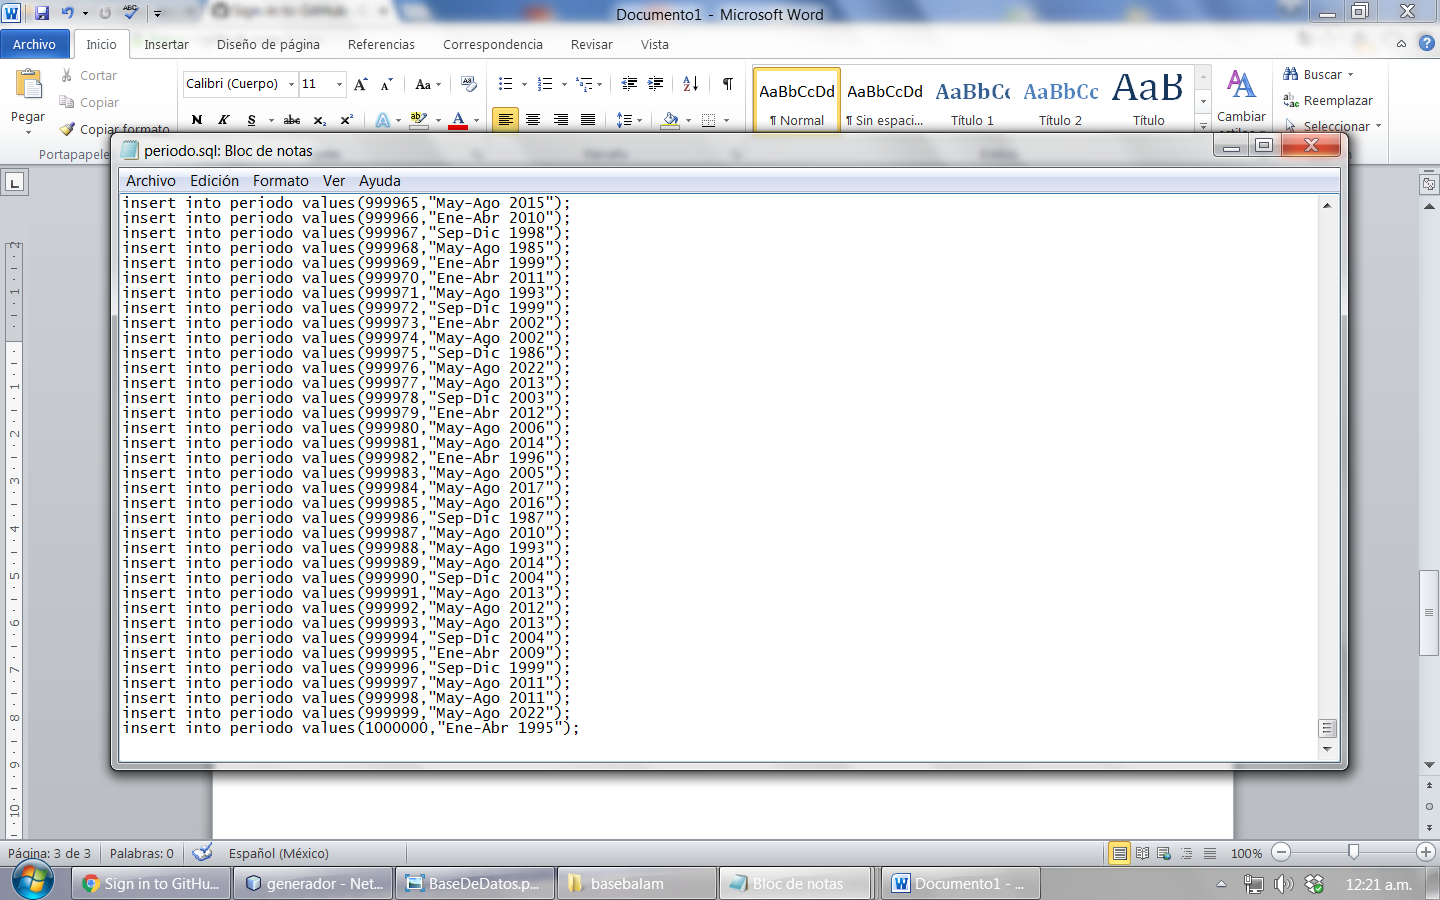 Documento1 - Microsoft Word
Archivo Inicio Insertar Diseño de página Referencias Correspondencia Revisar Vista
Pegar
Cortar
Copiar
Copiar formato
Calibri (Cuerpo) 11
AaBbCcDd AaBbCcDd AaBbCc AaBbCc AaB
¶ Normal ¶ Sin espaci... Título 1 Título 2 Título
Cambiar
Buscar
Reemplazar
Seleccionar
periodo.sql: Bloc de notas
Archivo Edición Formato Ver Ayuda
insert into periodo values(999965,"May-Ago 2015");
insert into periodo values(999966,"Ene-Abr 2010");
insert into periodo values(999967,"Sep-Dic 1998");
insert into periodo values(999968,"May-Ago 1985");
insert into periodo values(999969,"Ene-Abr 1999");
insert into periodo values(999970,"Ene-Abr 2011");
insert into periodo values(999971,"May-Ago 1993");
insert into periodo values(999972,"Sep-Dic 1999");
insert into periodo values(999973,"Ene-Abr 2002");
insert into periodo values(999974,"May-Ago 2002");
insert into periodo values(999975,"Sep-Dic 1986");
insert into periodo values(999976,"May-Ago 2022");
insert into periodo values(999977,"May-Ago 2013");
insert into periodo values(999978,"Sep-Dic 2003");
insert into periodo values(999979,"Ene-Abr 2012");
insert into periodo values(999980,"May-Ago 2006");
insert into periodo values(999981,"May-Ago 2014");
insert into periodo values(999982,"Ene-Abr 1996");
insert into periodo values(999983,"May-Ago 2005");
insert into periodo values(999984,"May-Ago 2017");
insert into periodo values(999985,"May-Ago 2016");
insert into periodo values(999986,"Sep-Dic 1987");
insert into periodo values(999987,"May-Ago 2010");
insert into periodo values(999988,"May-Ago 1993");
insert into periodo values(999989,"May-Ago 2014");
insert into periodo values(999990,"Sep-Dic 2004");
insert into periodo values(999991,"May-Ago 2013");
insert into periodo values(999992,"May-Ago 2012");
insert into periodo values(999993,"May-Ago 2013");
insert into periodo values(999994,"Sep-Dic 2004");
insert into periodo values(999995,"Ene-Abr 2009");
insert into periodo values(999996,"Sep-Dic 1999");
insert into periodo values(999997,"May-Ago 2011");
insert into periodo values(999998,"May-Ago 2011");
insert into periodo values(999999,"May-Ago 2022");
insert into periodo values(1000000,"Ene-Abr 1995");
Página: 3 de 3 Palabras: 0 Español (México) 100%
Sign in to GitHu... generador - Net... BaseDeDatos.p... basebalam Bloc de notas Documento1 - ... 12:21 a.m.